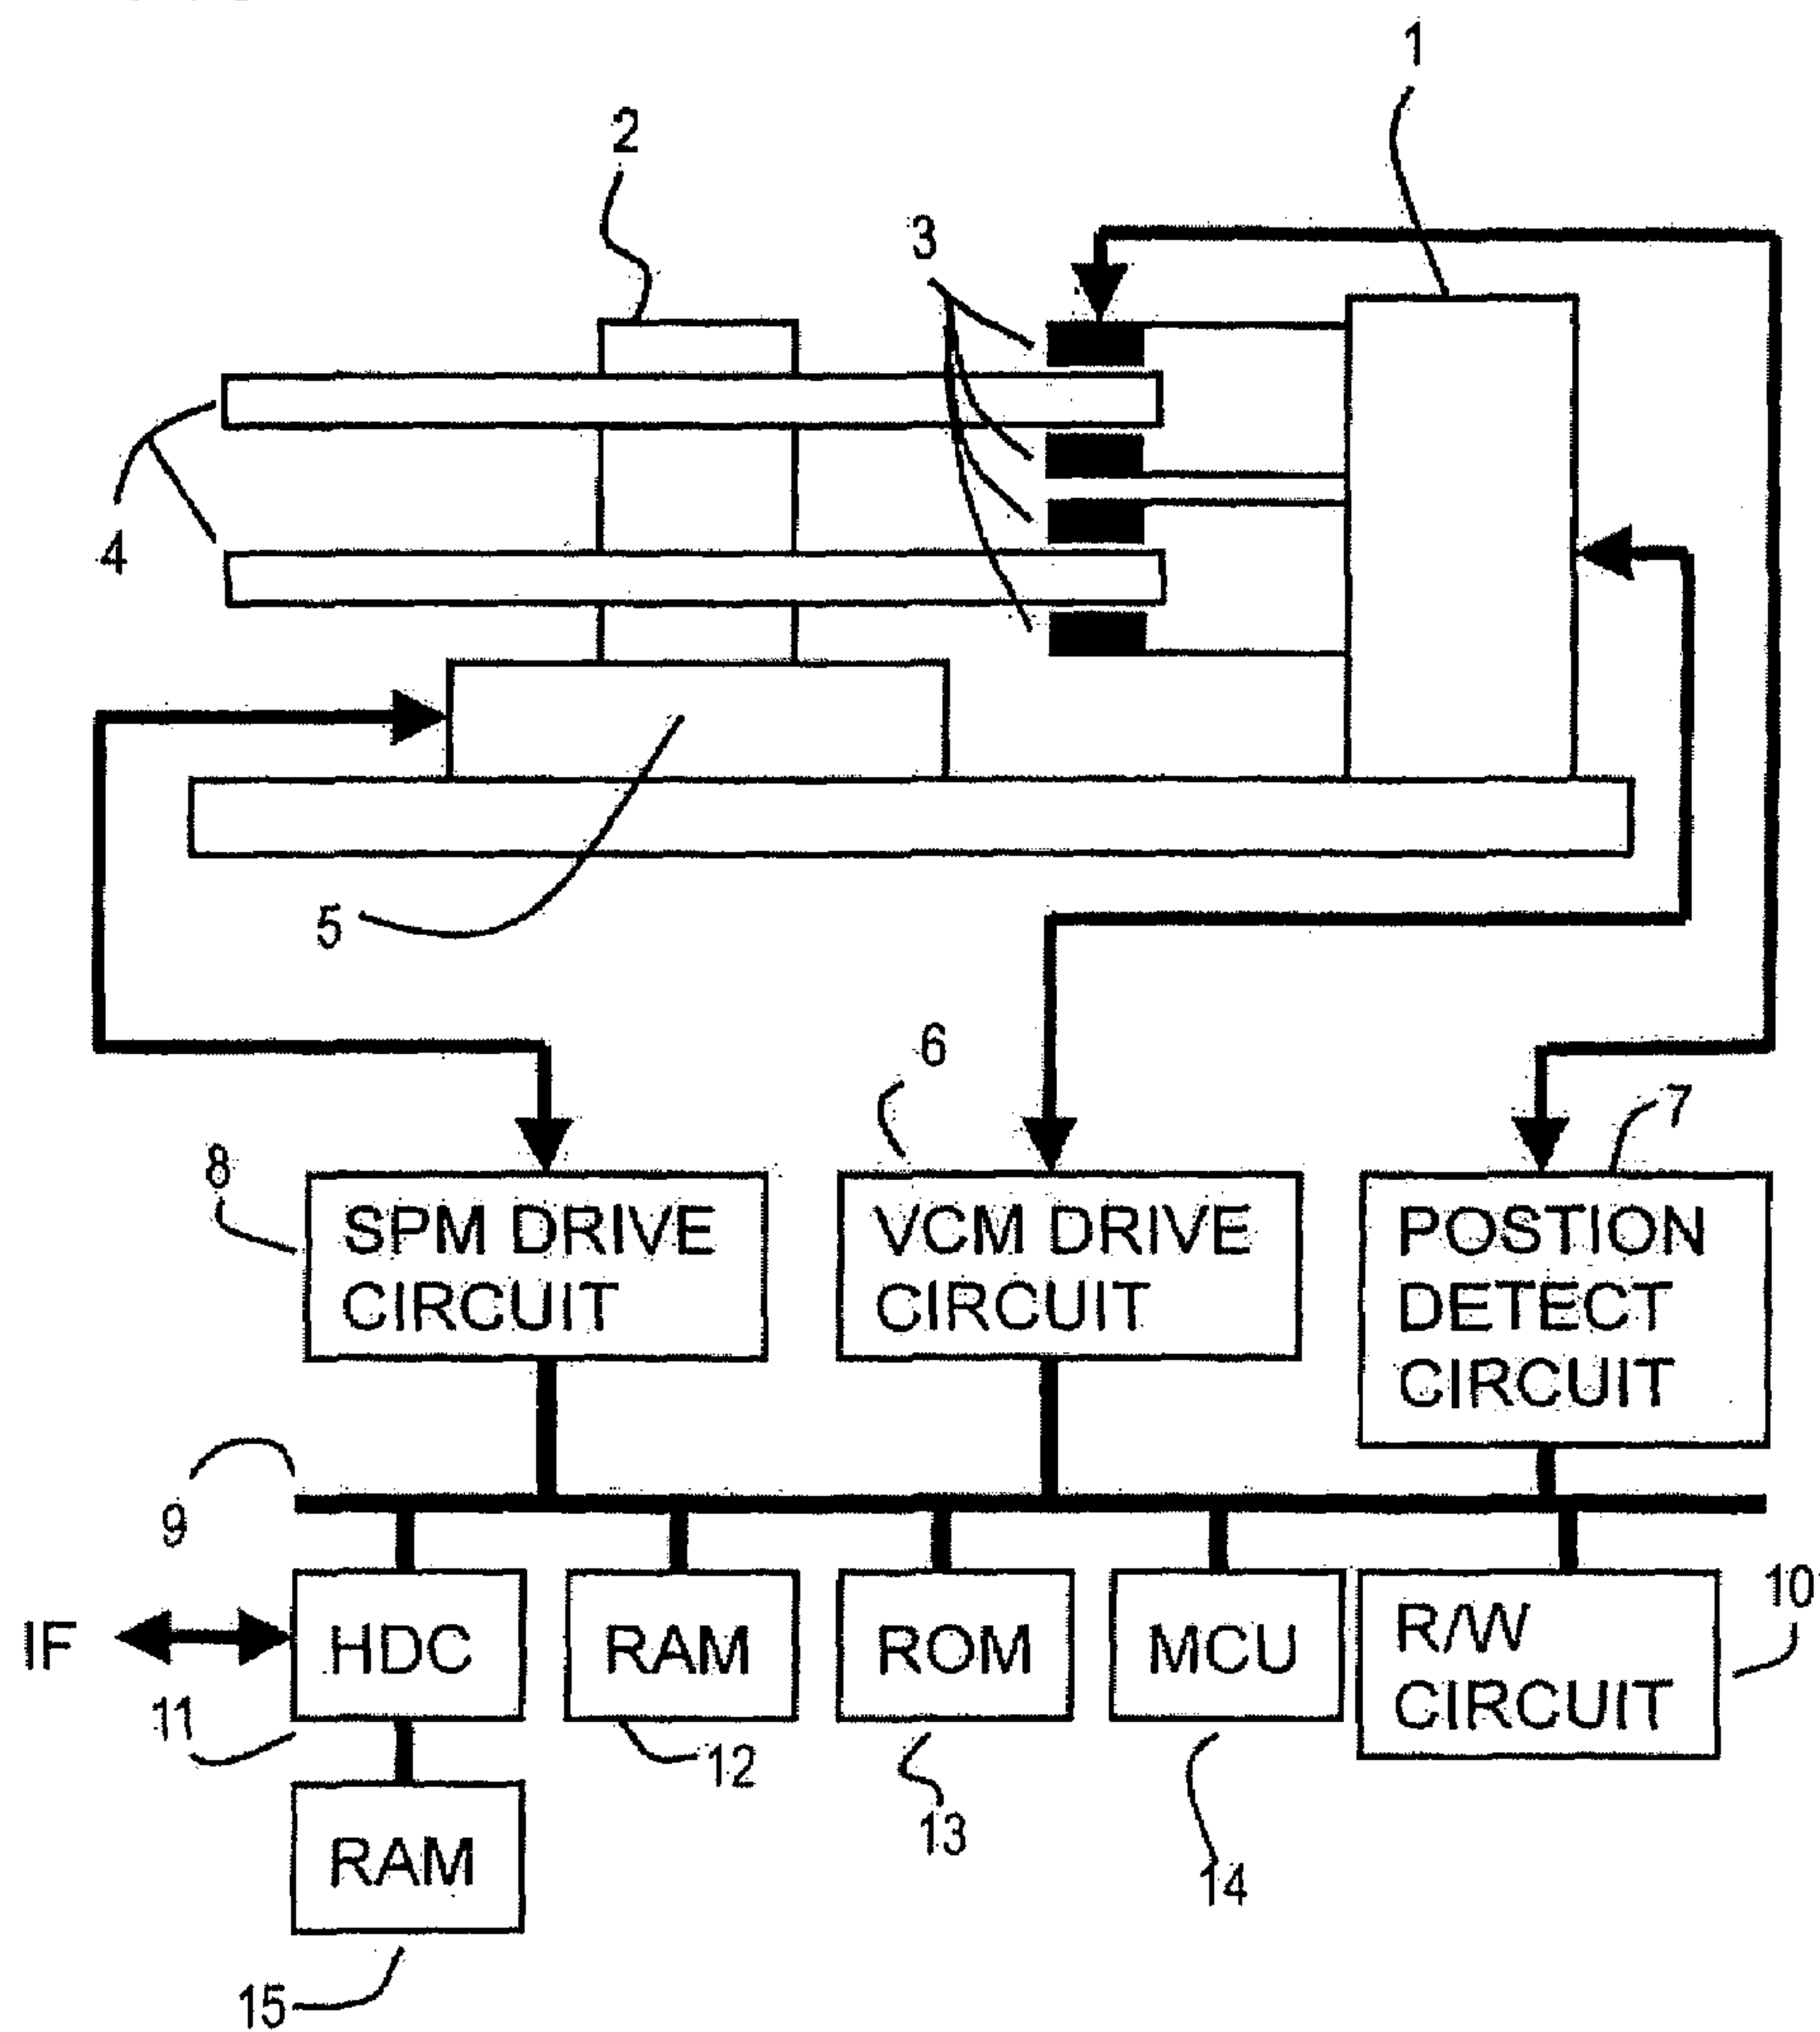 1
2
3
4
5
6
7
8
SPM DRIVE
CIRCUIT
VCM DRIVE
CIRCUIT
POSTION
DETECT
CIRCUIT
9
IF
HDC
RAM
ROM
MCU
R/W
CIRCUIT
10
11
12
13
14
RAM
15